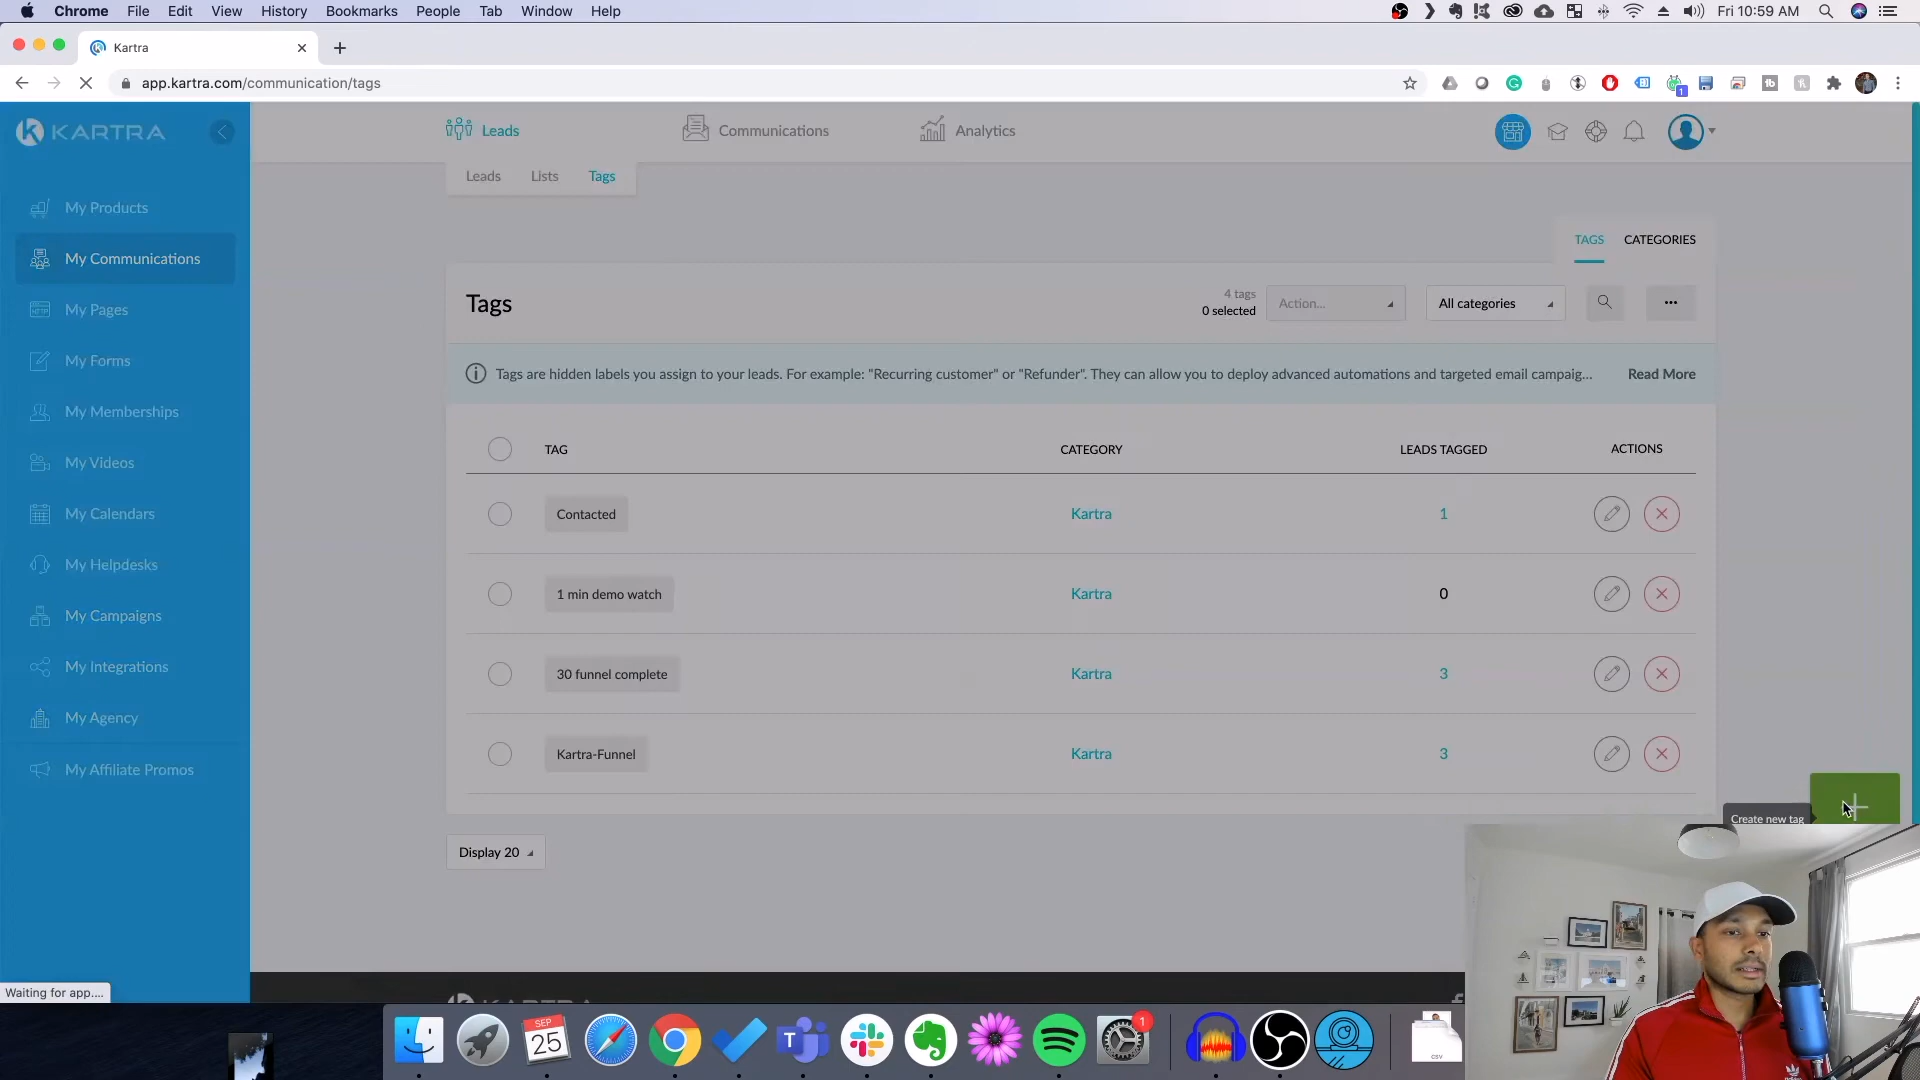 Chrome File Edit View History Bookmarks People Tab Window Help
Fri 10:59 AM
Kartra
app.kartra.com/communication/tags
1
KARTRA
Leads
Communications
Analytics
Leads Lists Tags
My Products
My Communications
My Pages
My Forms
My Memberships
My Videos
My Calendars
My Helpdesks
My Campaigns
My Integrations
My Agency
My Affiliate Promos
TAGS CATEGORIES
Tags
4 tags
0 selected
Action...
All categories
Tags are hidden labels you assign to your leads. For example: "Recurring customer" or "Refunder". They can allow you to deploy advanced automations and targeted email campaig...
Read More
TAG CATEGORY LEADS TAGGED ACTIONS
Contacted Kartra 1
1 min demo watch Kartra 0
30 funnel complete Kartra 3
Kartra-Funnel Kartra 3
Create new tag
Display 20
Waiting for app....
SEP
25
T
1
CSV